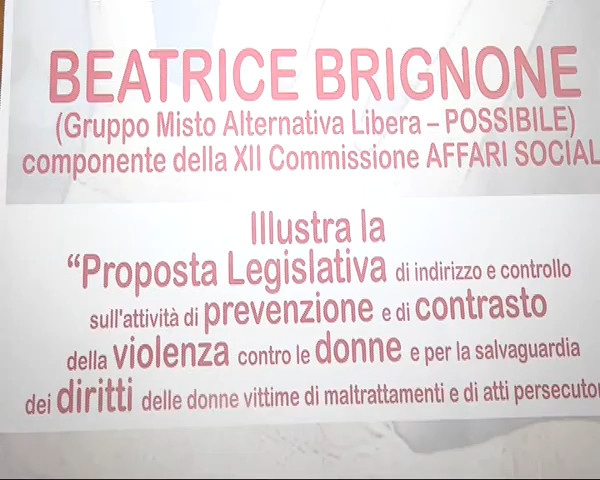 BEATRICE BRIGNONE
(Gruppo Misto Alternativa Libera – POSSIBILE)
componente della XII Commissione AFFARI SOCIAL
Illustra la
“Proposta Legislativa di indirizzo e controllo
sull'attività di prevenzione e di contrasto
della violenza contro le donne e per la salvaguardia
dei diritti delle donne vittime di maltrattamenti e di atti persecutor